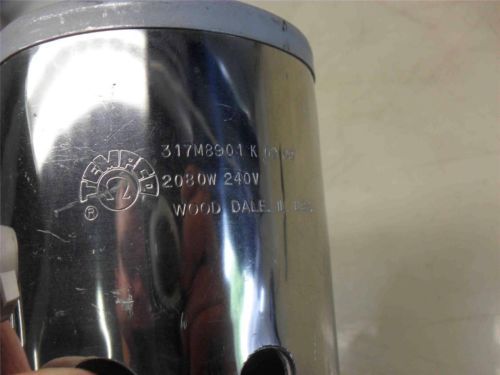 TEMPCO
®
317M8901 K
2080W 240V
WOOD DALE, IL